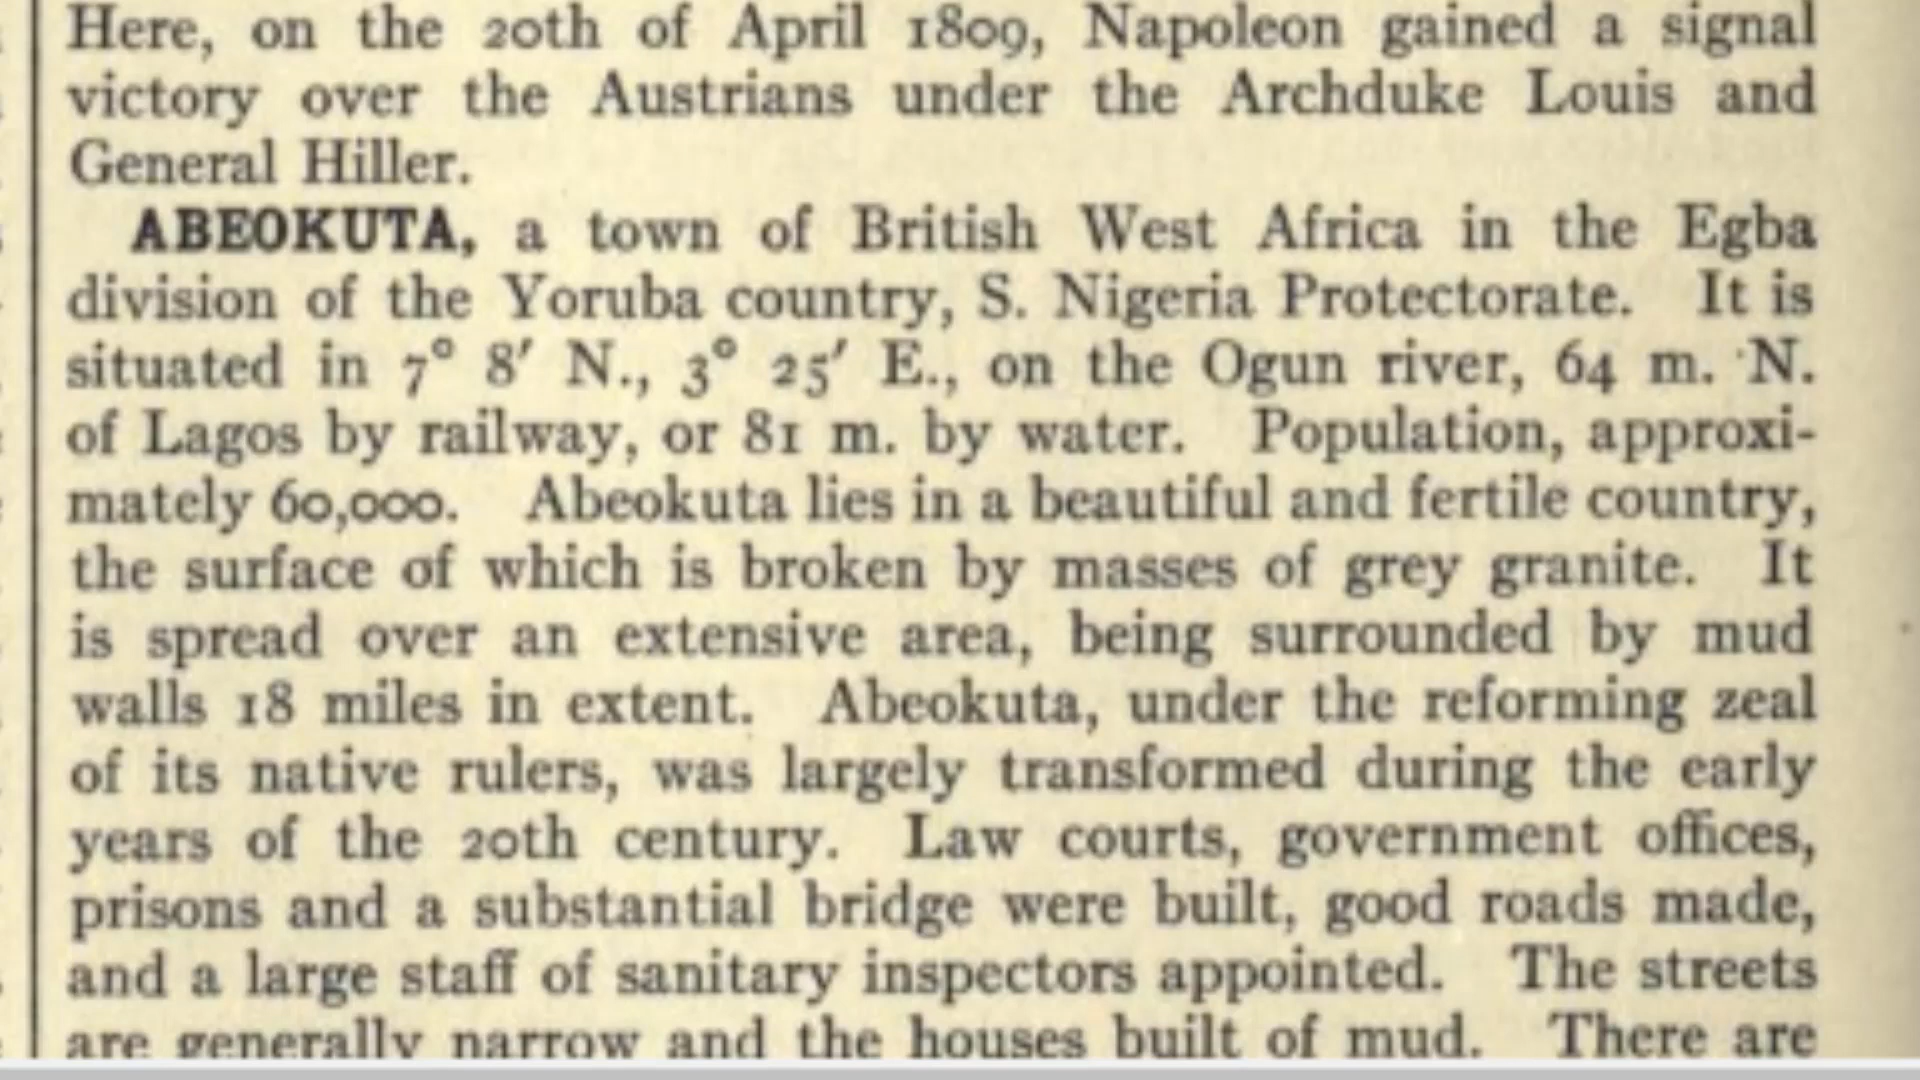 Here, on the 20th of April 1809, Napoleon gained a signal
victory over the Austrians under the Archduke Louis and
General Hiller.
ABEOKUTA, a town of British West Africa in the Egba
division of the Yoruba country, S. Nigeria Protectorate. It is
situated in 7° 8′ N., 3° 25′ E., on the Ogun river, 64 m. N.
of Lagos by railway, or 81 m. by water. Population, approxi-
mately 60,000. Abeokuta lies in a beautiful and fertile country,
the surface of which is broken by masses of grey granite. It
is spread over an extensive area, being surrounded by mud
walls 18 miles in extent. Abeokuta, under the reforming zeal
of its native rulers, was largely transformed during the early
years of the 20th century. Law courts, government offices,
prisons and a substantial bridge were built, good roads made,
and a large staff of sanitary inspectors appointed. The streets
are generally narrow and the houses built of mud. There are